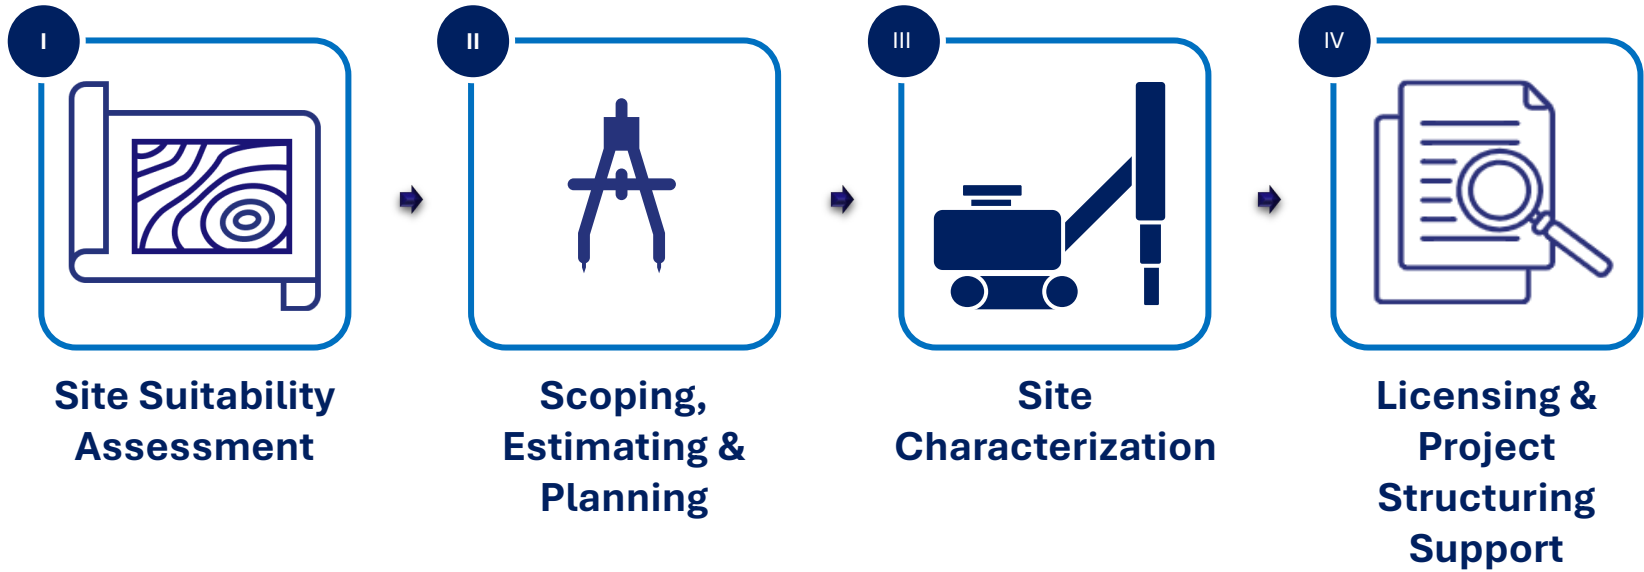 I
II
III
IV
Site Suitability
Assessment
Scoping,
Estimating &
Planning
Site
Characterization
Licensing &
Project
Structuring
Support